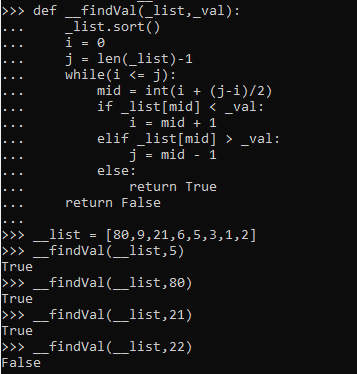 >>> def __findVal(_list,_val):
...     _list.sort()
...     i = 0
...     j = len(_list)-1
...     while(i <= j):
...         mid = int(i + (j-i)/2)
...         if _list[mid] < _val:
...             i = mid + 1
...         elif _list[mid] > _val:
...             j = mid - 1
...         else:
...             return True
...     return False
...
>>> __list = [80,9,21,6,5,3,1,2]
>>> __findVal(__list,5)
True
>>> __findVal(__list,80)
True
>>> __findVal(__list,21)
True
>>> __findVal(__list,22)
False